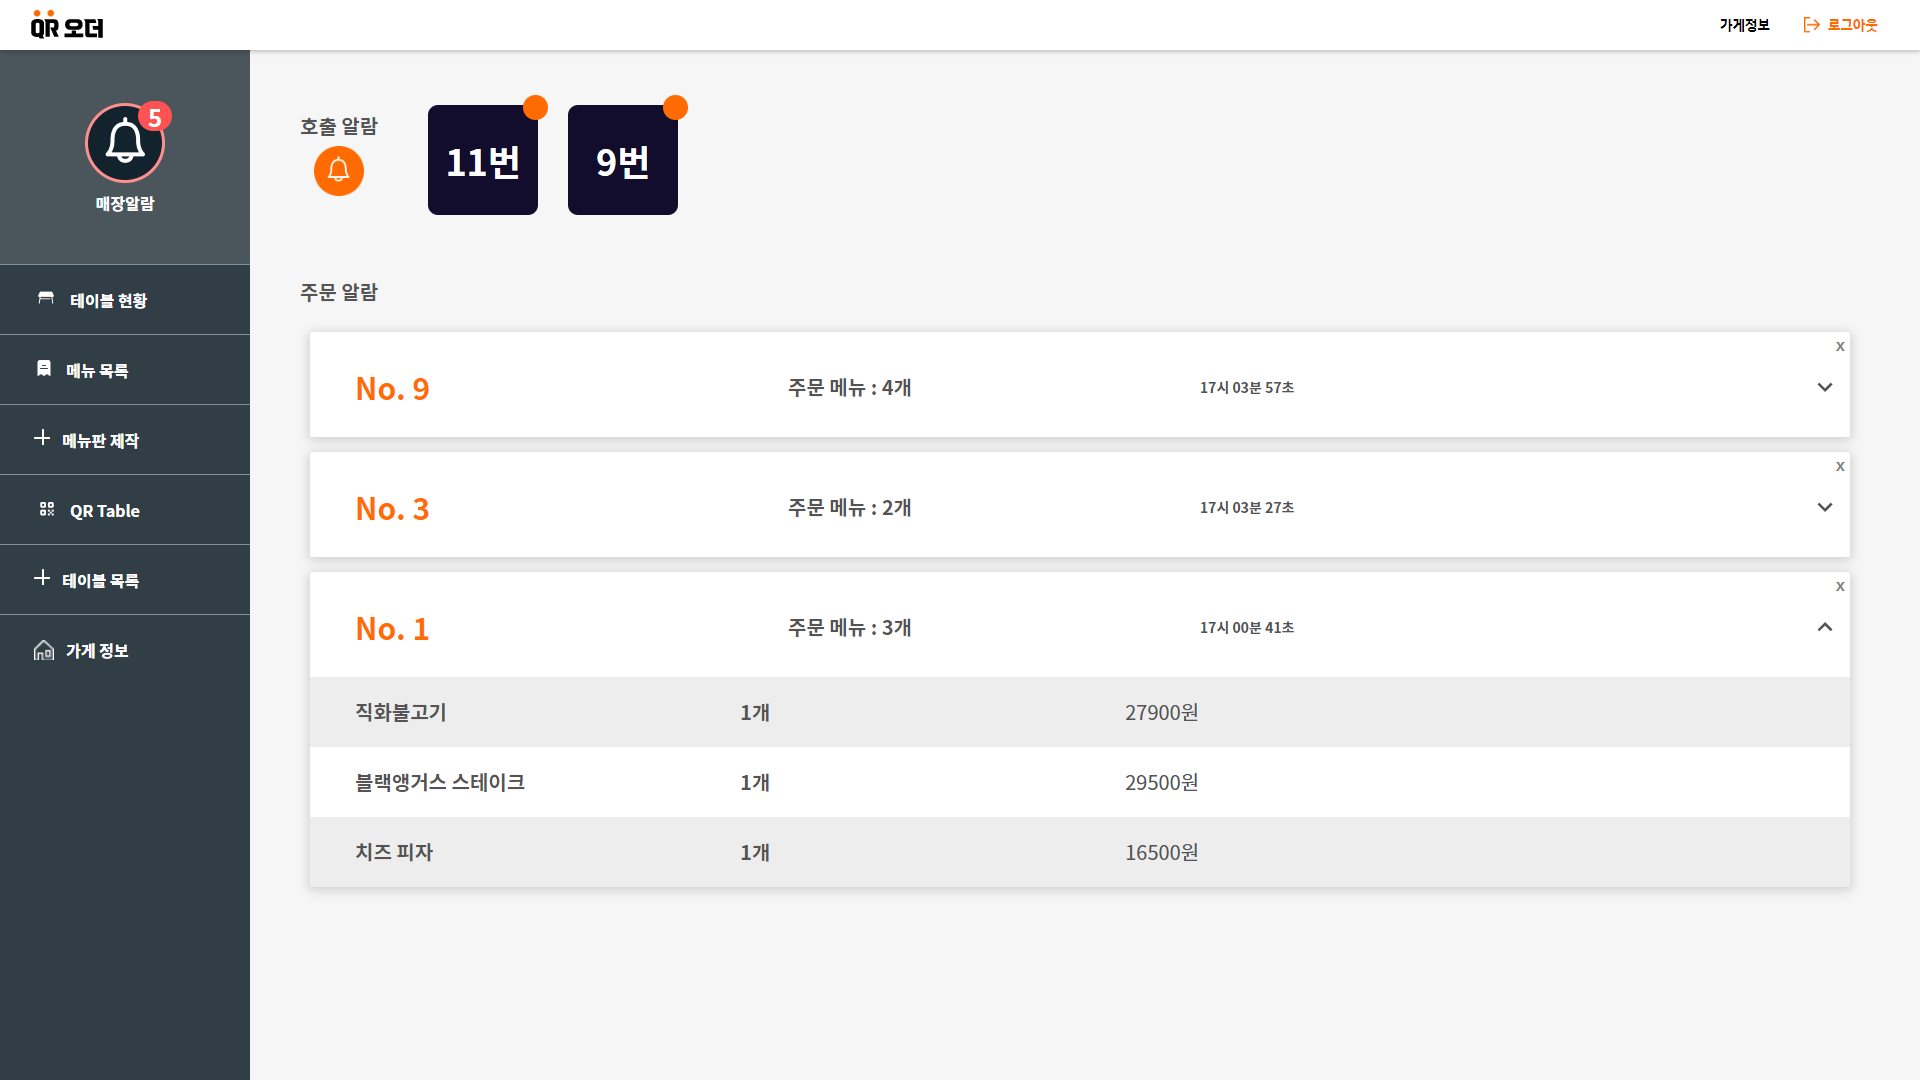 QR 오더
가게정보
로그아웃
5
매장알람
테이블 현황
메뉴 목록
메뉴판 제작
QR Table
테이블 목록
가게 정보
호출 알람
11번
9번
주문 알람
x
No. 9
주문 메뉴 : 4개
17시 03분 57초
x
No. 3
주문 메뉴 : 2개
17시 03분 27초
x
No. 1
주문 메뉴 : 3개
17시 00분 41초
직화불고기 1개 27900원
블랙앵거스 스테이크 1개 29500원
치즈 피자 1개 16500원